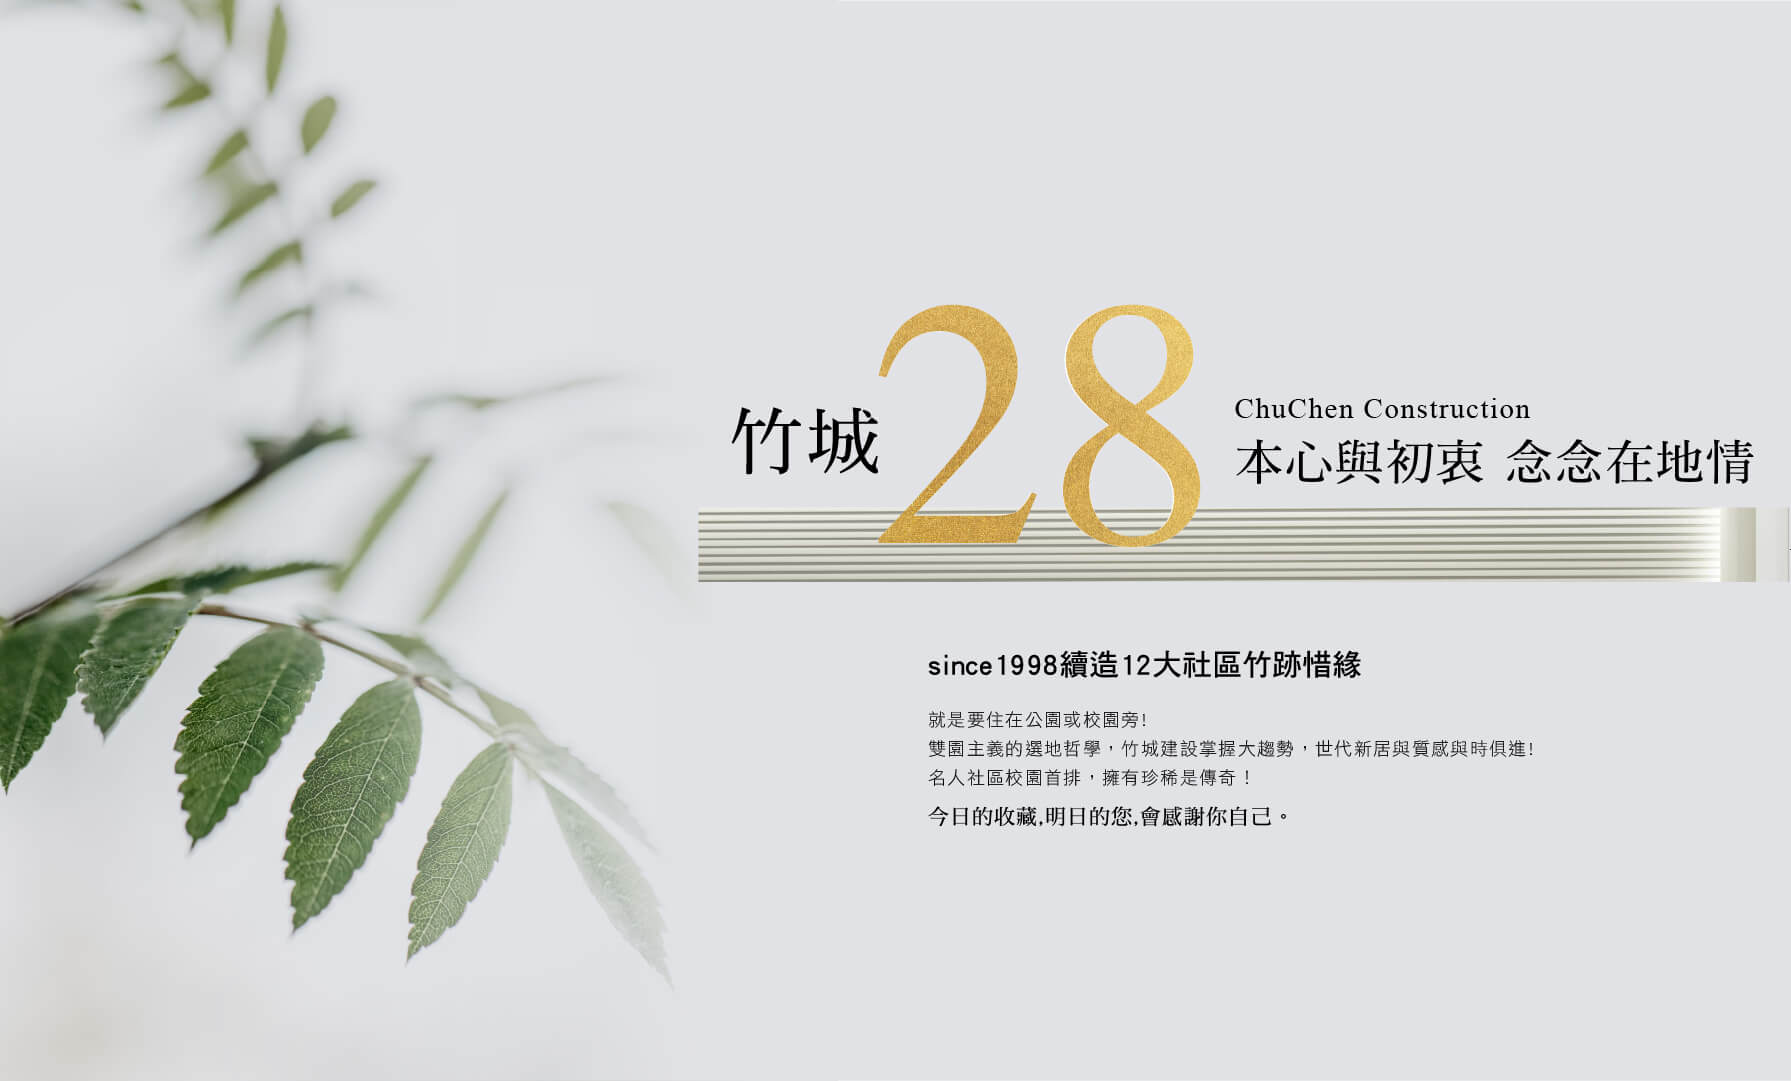 竹城28
ChuChen Construction
本心與初衷 念念在地情
since1998續造12大社區竹跡惜緣
就是要住在公園或校園旁!
雙園主義的選地哲學，竹城建設掌握大趨勢，世代新居與質感與時俱進!
名人社區校園首排，擁有珍稀是傳奇！
今日的收藏,明日的您,會感謝你自己。